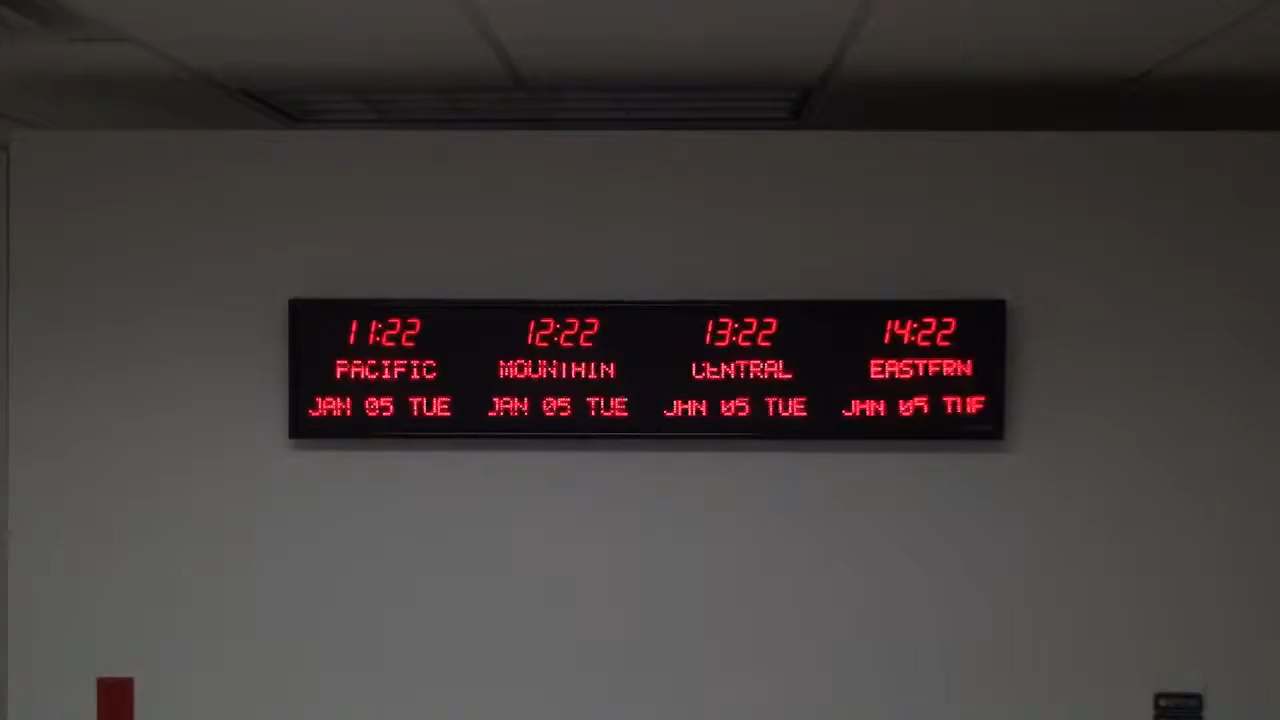 11:22 12:22 13:22 14:22
PACIFIC MOUNTAIN CENTRAL EASTERN
JAN 05 TUE JAN 05 TUE JAN 05 TUE JAN 05 TUE